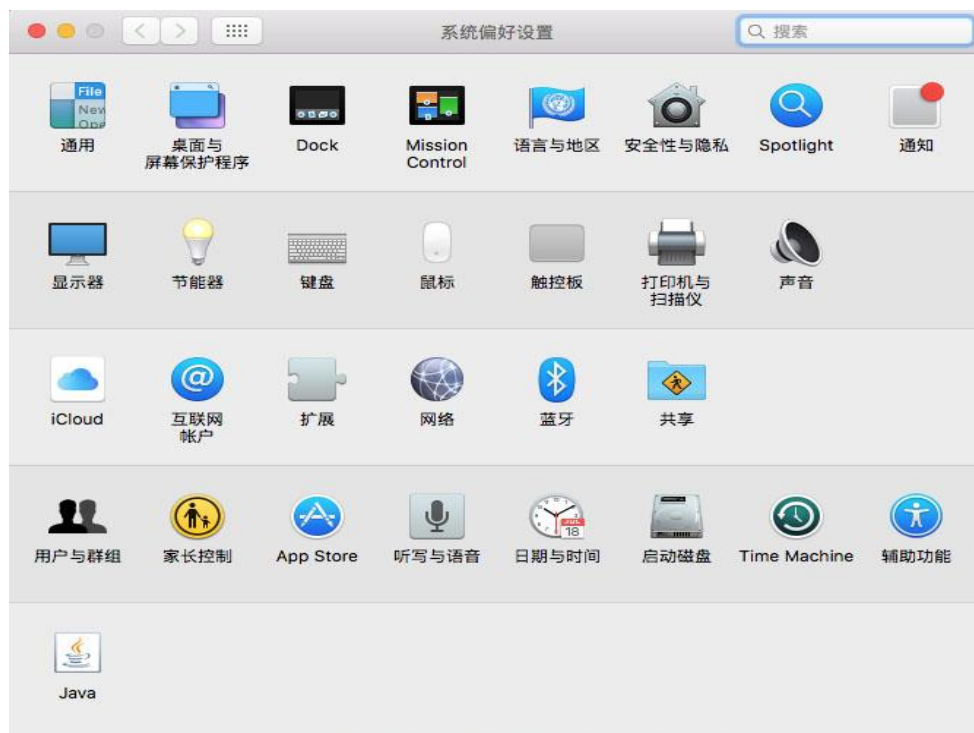 系统偏好设置
搜索
File
New
Ope
通用
桌面与
屏幕保护程序
Dock
Mission
Control
语言与地区
安全性与隐私
Spotlight
通知
显示器
节能器
键盘
鼠标
触控板
打印机与
扫描仪
声音
iCloud
互联网
帐户
扩展
网络
蓝牙
共享
用户与群组
家长控制
App Store
听写与语音
JUL
18
日期与时间
启动磁盘
Time Machine
辅助功能
Java